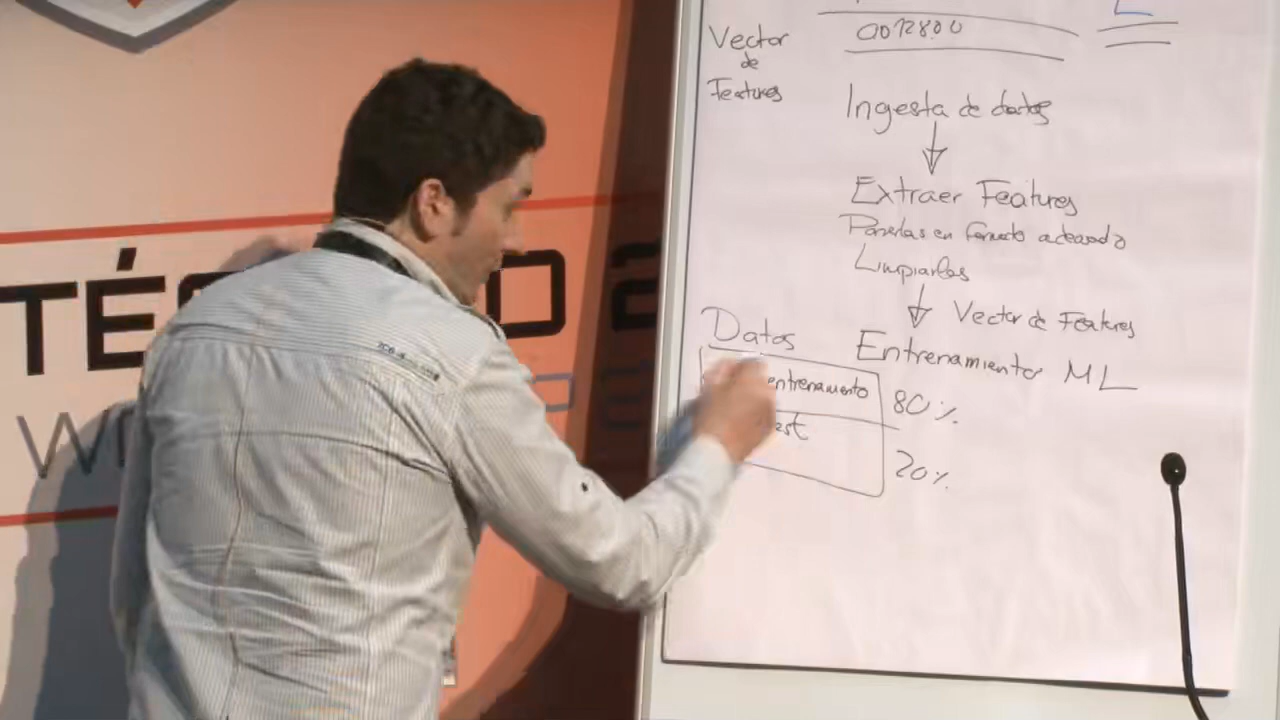 0012800
Vector
de
Features
Ingesta de datos
Extraer Features
Ponerlas en formato adecuado
Limpiarlas
Vector de Features
Datos
Entrenamiento ML
entrenamiento 80%
20%
TÉ
O
W